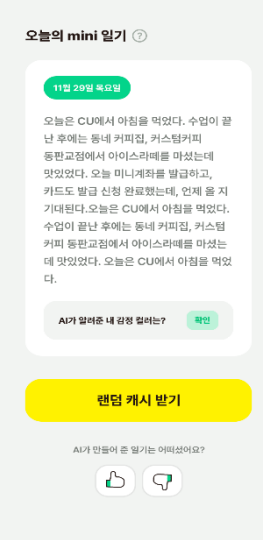 오늘의 mini 일기 ?
11월 29일 목요일
오늘은 CU에서 아침을 먹었다. 수업이 끝
난 후에는 동네 커피집, 커스텀커피
동판교점에서 아이스라떼를 마셨는데
맛있었다. 오늘 미니계좌를 발급하고,
카드도 발급 신청 완료했는데, 언제 올 지
기대된다.오늘은 CU에서 아침을 먹었다.
수업이 끝난 후에는 동네 커피집, 커스텀
커피 동판교점에서 아이스라떼를 마셨는
데 맛있었다. 오늘은 CU에서 아침을 먹었
다.
AI가 알려준 내 감정 컬러는? 확인
랜덤 캐시 받기
AI가 만들어 준 일기는 어떠셨어요?